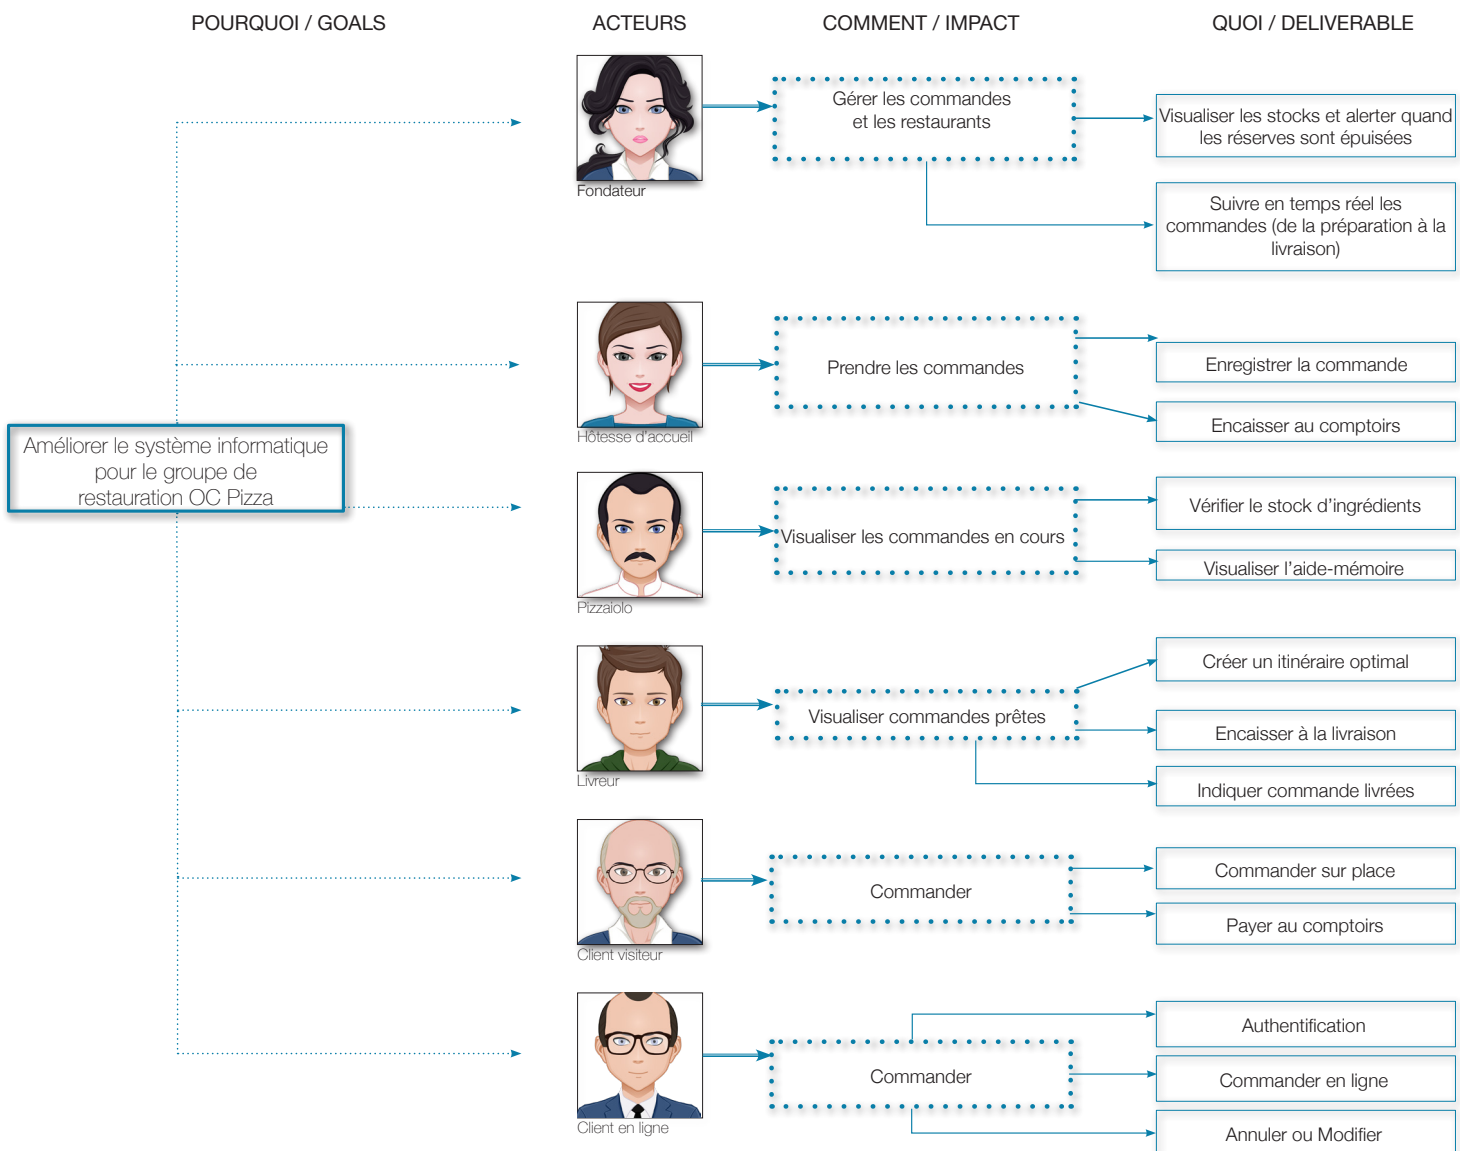 POURQUOI / GOALS
ACTEURS
COMMENT / IMPACT
QUOI / DELIVERABLE
Gérer les commandes
et les restaurants
Visualiser les stocks et alerter quand
les réserves sont épuisées
Fondateur
Suivre en temps réel les
commandes (de la préparation à la
livraison)
Prendre les commandes
Enregistrer la commande
Encaisser au comptoirs
Hôtesse d'accueil
Améliorer le système informatique
pour le groupe de
restauration OC Pizza
Visualiser les commandes en cours
Vérifier le stock d'ingrédients
Visualiser l'aide-mémoire
Pizzaiolo
Visualiser commandes prêtes
Créer un itinéraire optimal
Encaisser à la livraison
Indiquer commande livrées
Livreur
Commander
Commander sur place
Payer au comptoirs
Client visiteur
Commander
Authentification
Commander en ligne
Annuler ou Modifier
Client en ligne